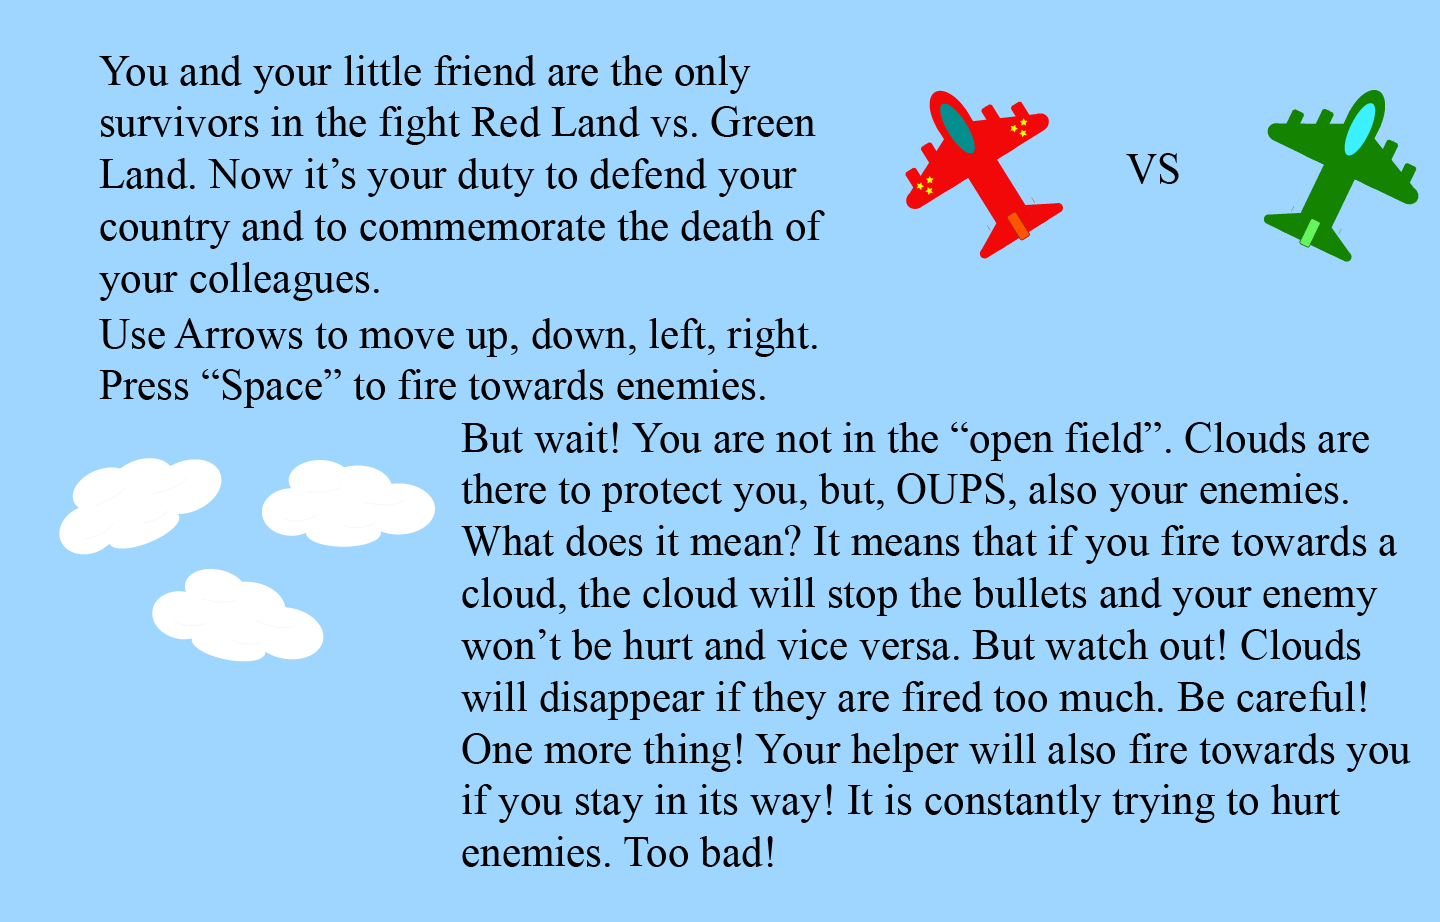 You and your little friend are the only
survivors in the fight Red Land vs. Green
Land. Now it’s your duty to defend your
country and to commemorate the death of
your colleagues.
VS
Use Arrows to move up, down, left, right.
Press “Space” to fire towards enemies.
But wait! You are not in the “open field”. Clouds are
there to protect you, but, OUPS, also your enemies.
What does it mean? It means that if you fire towards a
cloud, the cloud will stop the bullets and your enemy
won’t be hurt and vice versa. But watch out! Clouds
will disappear if they are fired too much. Be careful!
One more thing! Your helper will also fire towards you
if you stay in its way! It is constantly trying to hurt
enemies. Too bad!